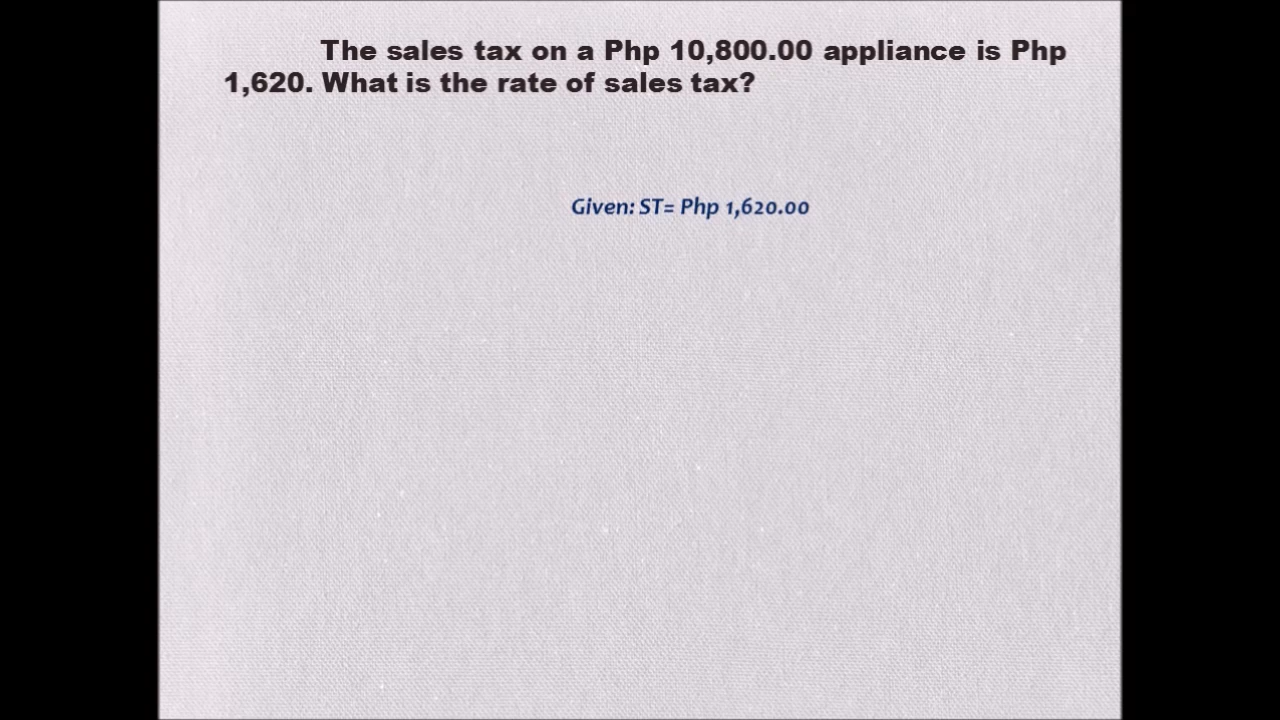 The sales tax on a Php 10,800.00 appliance is Php
1,620. What is the rate of sales tax?
Given: ST= Php 1,620.00